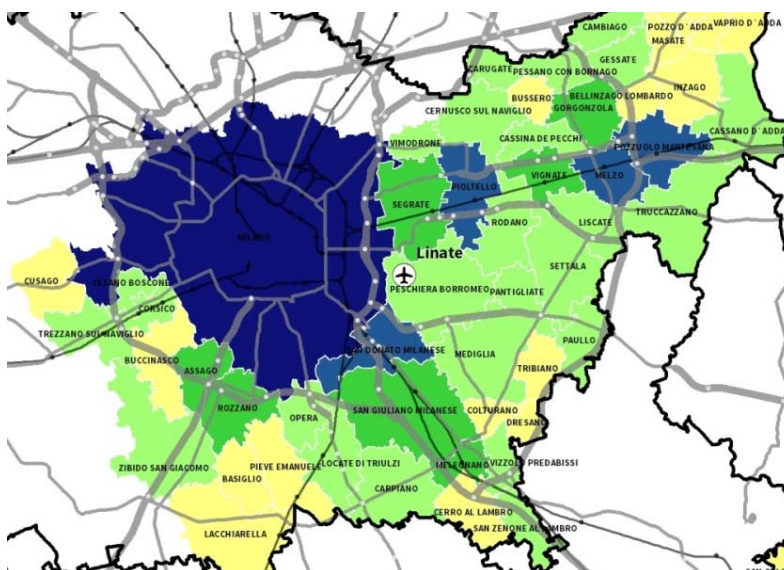 CAMBIAGO
POZZO D`ADDA
VAPRIO D`ADDA
MASATE
GESSATE
CARUGATE
PESSANO CON BORNAGO
INZAGO
BUSSERO
BELLINZAGO LOMBARDO
GORGONZOLA
CERNUSCO SUL NAVIGLIO
CASSANO D`ADDA
CASSINA DE PECCHI
VIMODRONE
POZZUOLO MARTESANA
MELZO
VIGNATE
PIOLTELLO
SEGRATE
TRUCCAZZANO
RODANO
LISCATE
MILANO
Linate
SETTALA
CUSAGO
CESANO BOSCONE
PESCHIERA BORROMEO
PANTIGLIATE
CORSICO
TREZZANO SUL NAVIGLIO
PAULLO
SAN DONATO MILANESE
BUCCINASCO
MEDIGLIA
ASSAGO
TRIBIANO
ROZZANO
SAN GIULIANO MILANESE
COLTURANO
OPERA
DRESANO
ZIBIDO SAN GIACOMO
PIEVE EMANUELE
LOCATE DI TRIULZI
MELEGNANO
VIZZOLO PREDABISSI
BASIGLIO
CARPIANO
CERRO AL LAMBRO
SAN ZENONE AL LAMBRO
LACCHIARELLA